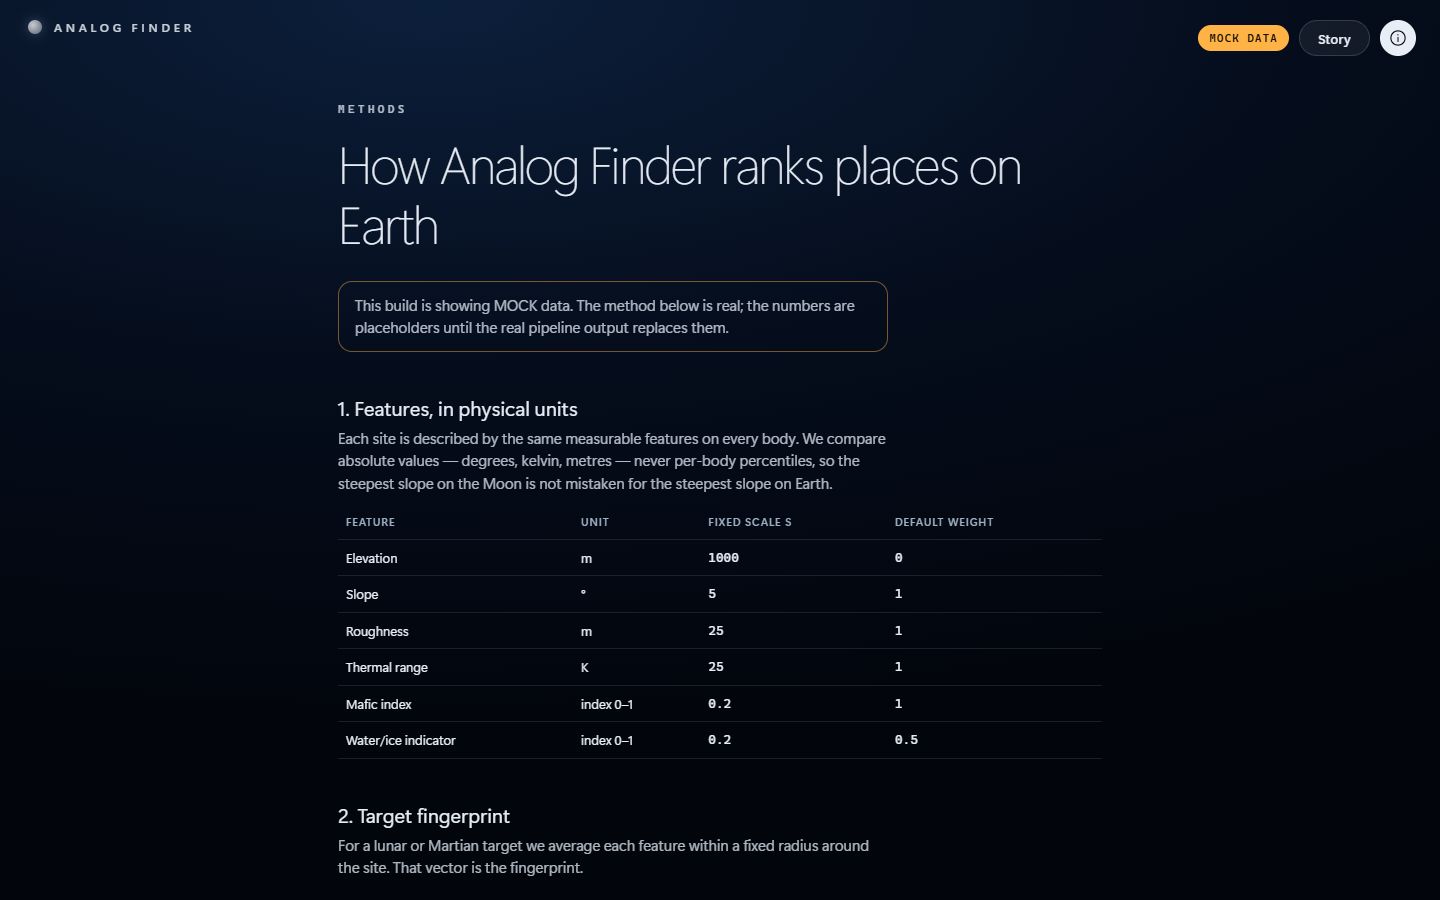 ANALOG FINDER
MOCK DATA
Story
METHODS
How Analog Finder ranks places on
Earth
This build is showing MOCK data. The method below is real; the numbers are
placeholders until the real pipeline output replaces them.
1. Features, in physical units
Each site is described by the same measurable features on every body. We compare
absolute values — degrees, kelvin, metres — never per-body percentiles, so the
steepest slope on the Moon is not mistaken for the steepest slope on Earth.
FEATURE UNIT FIXED SCALE S DEFAULT WEIGHT
Elevation m 1000 0
Slope ° 5 1
Roughness m 25 1
Thermal range K 25 1
Mafic index index 0–1 0.2 1
Water/ice indicator index 0–1 0.2 0.5
2. Target fingerprint
For a lunar or Martian target we average each feature within a fixed radius around
the site. That vector is the fingerprint.